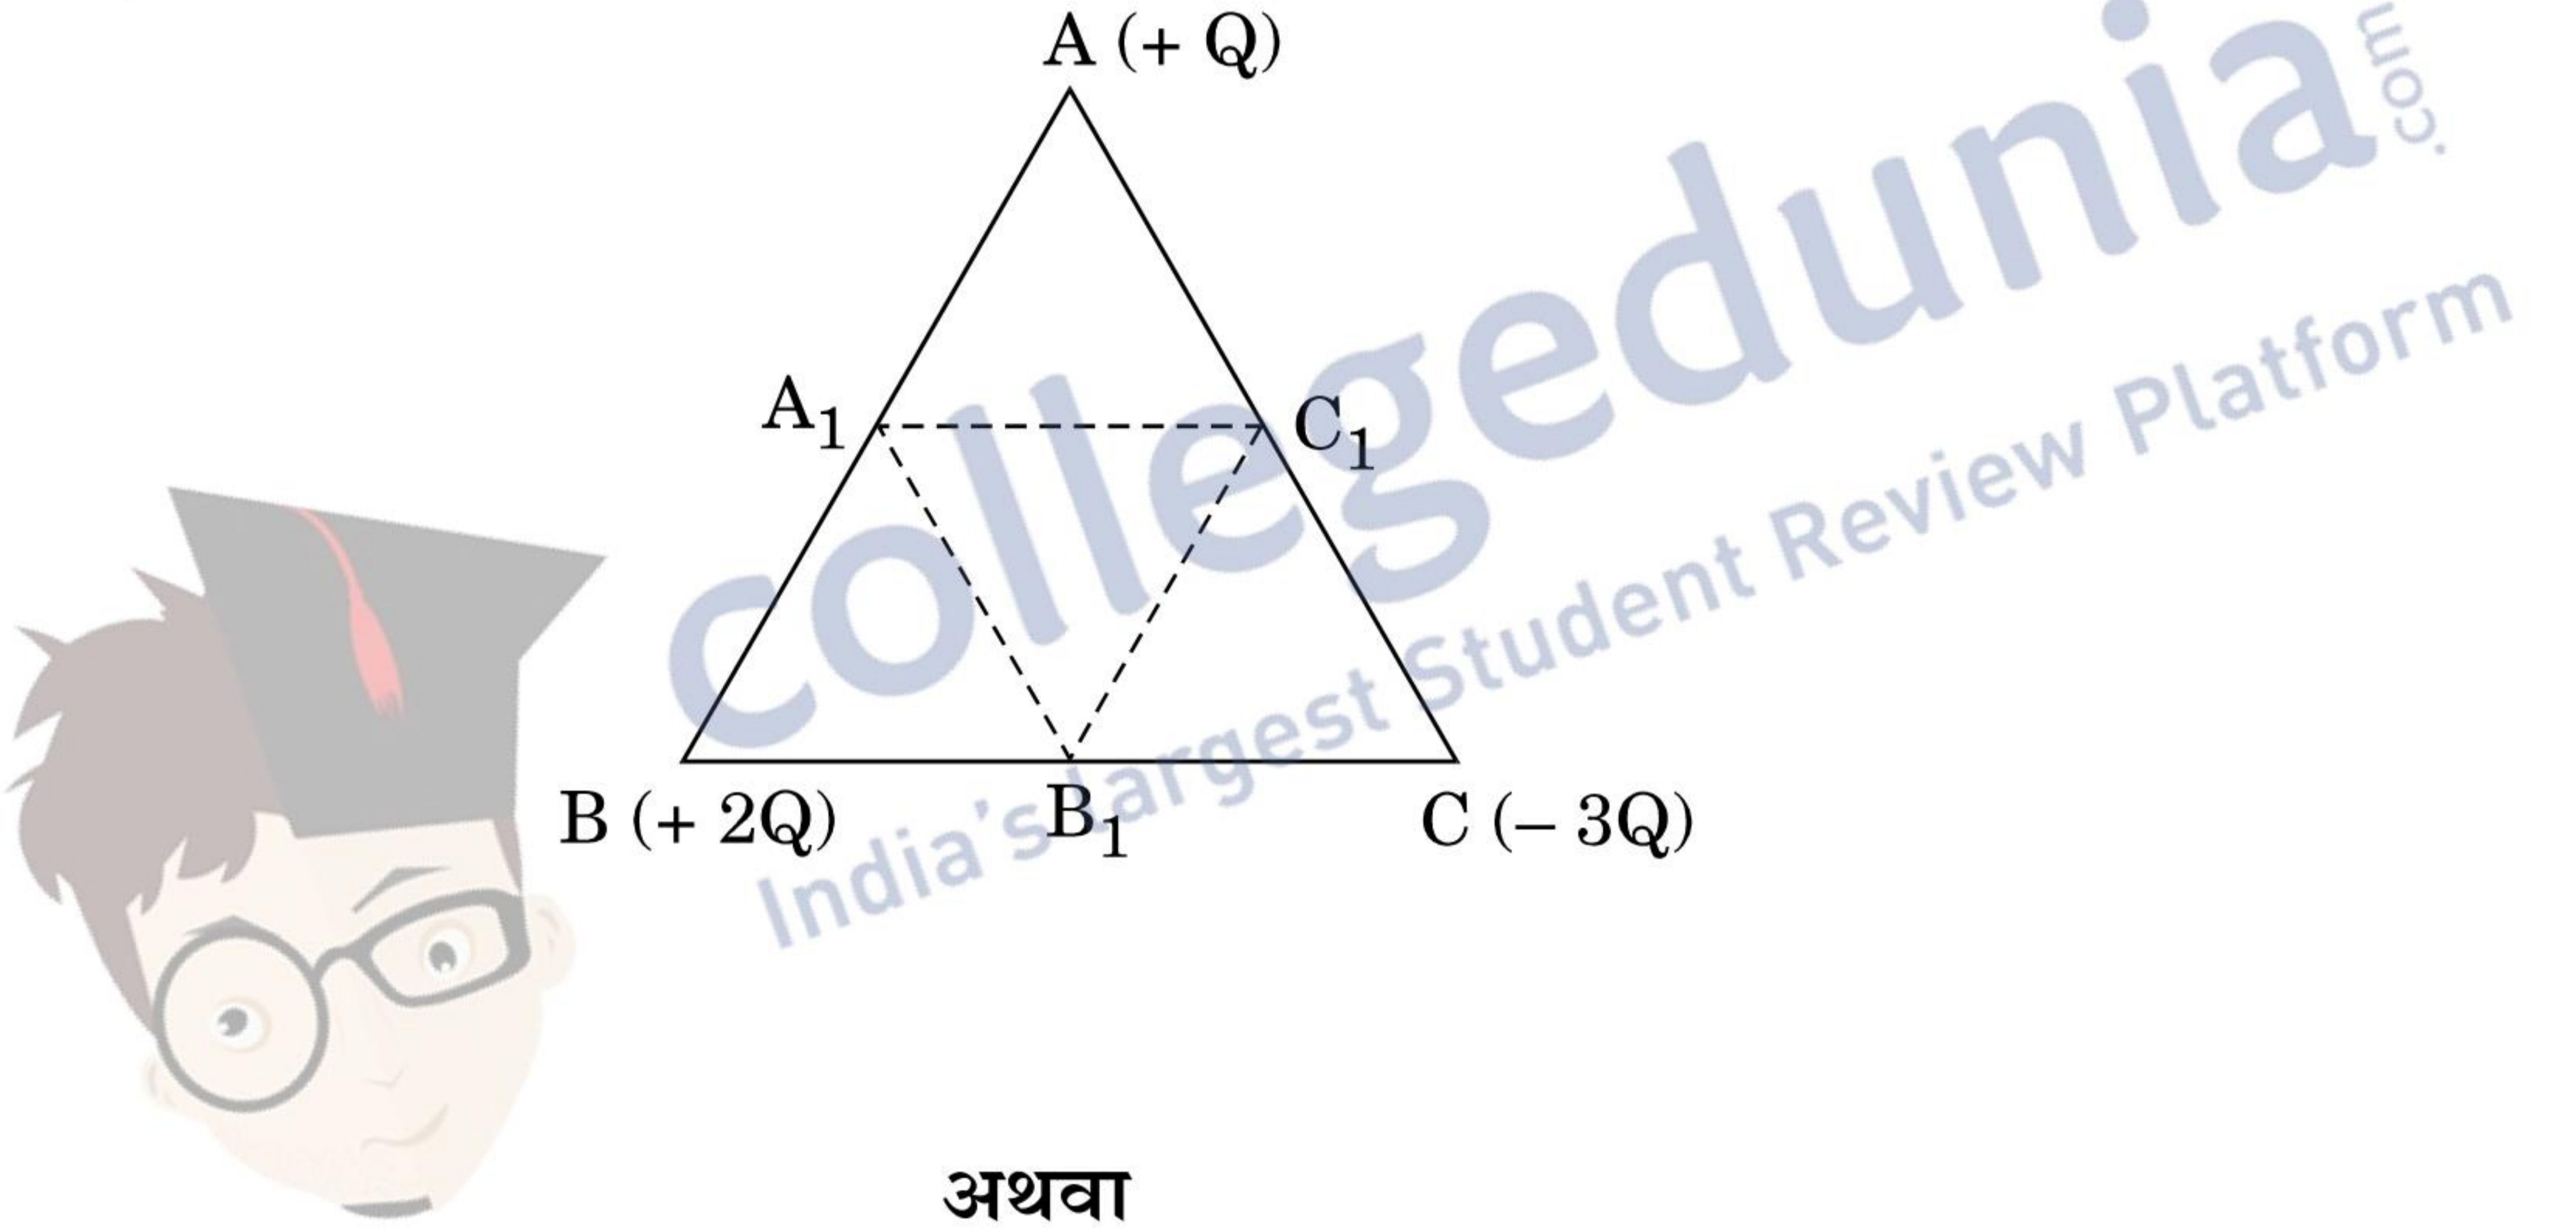 A (+ Q)
A₁
C₁
B (+ 2Q)
B₁
C (– 3Q)
collegedunia
.com
India's largest Student Review Platform
अथवा